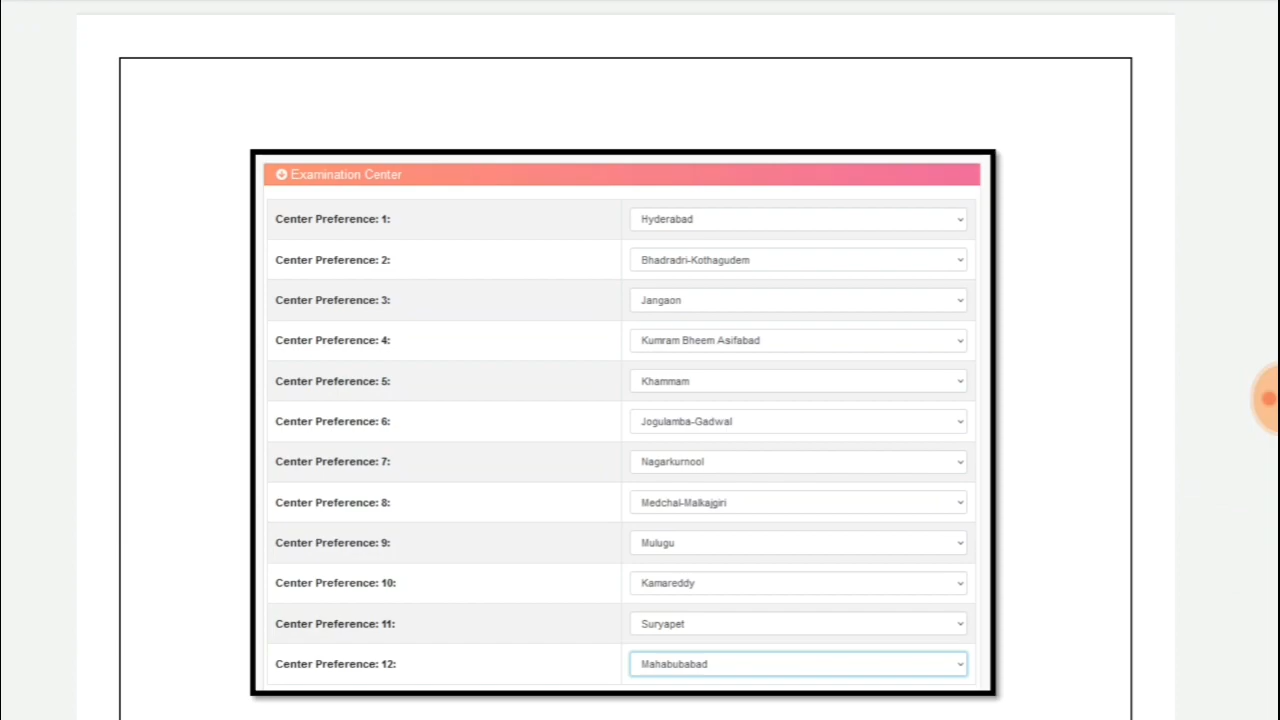 Examination Center
Center Preference: 1: Hyderabad
Center Preference: 2: Bhadradri-Kothagudem
Center Preference: 3: Jangaon
Center Preference: 4: Kumram Bheem Asifabad
Center Preference: 5: Khammam
Center Preference: 6: Jogulamba-Gadwal
Center Preference: 7: Nagarkurnool
Center Preference: 8: Medchal-Malkajgiri
Center Preference: 9: Mulugu
Center Preference: 10: Kamareddy
Center Preference: 11: Suryapet
Center Preference: 12: Mahabubabad